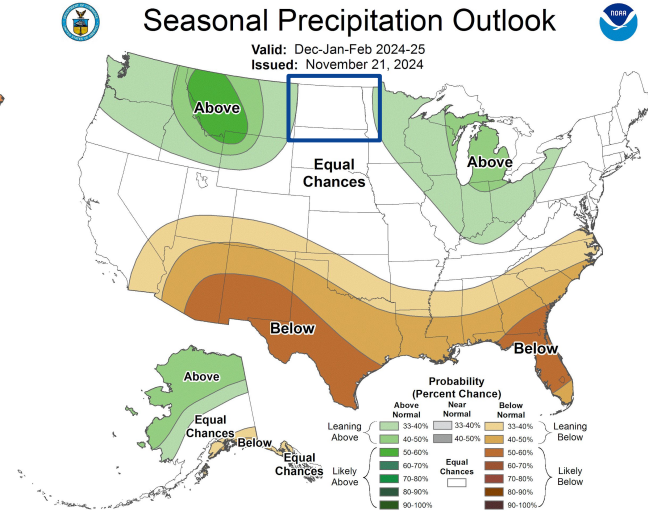 Seasonal Precipitation Outlook
NOAA
Valid: Dec-Jan-Feb 2024-25
Issued: November 21, 2024
Above
Equal
Chances
Above
Below
Below
Above
Equal
Chances
Below
Equal
Chances
Probability
(Percent Chance)
Above
Normal
Near
Normal
Below
Normal
Leaning
Above
33-40%
40-50%
Likely
Above
50-60%
60-70%
70-80%
80-90%
90-100%
33-40%
40-50%
Equal
Chances
33-40%
40-50%
Leaning
Below
50-60%
60-70%
70-80%
80-90%
90-100%
Likely
Below